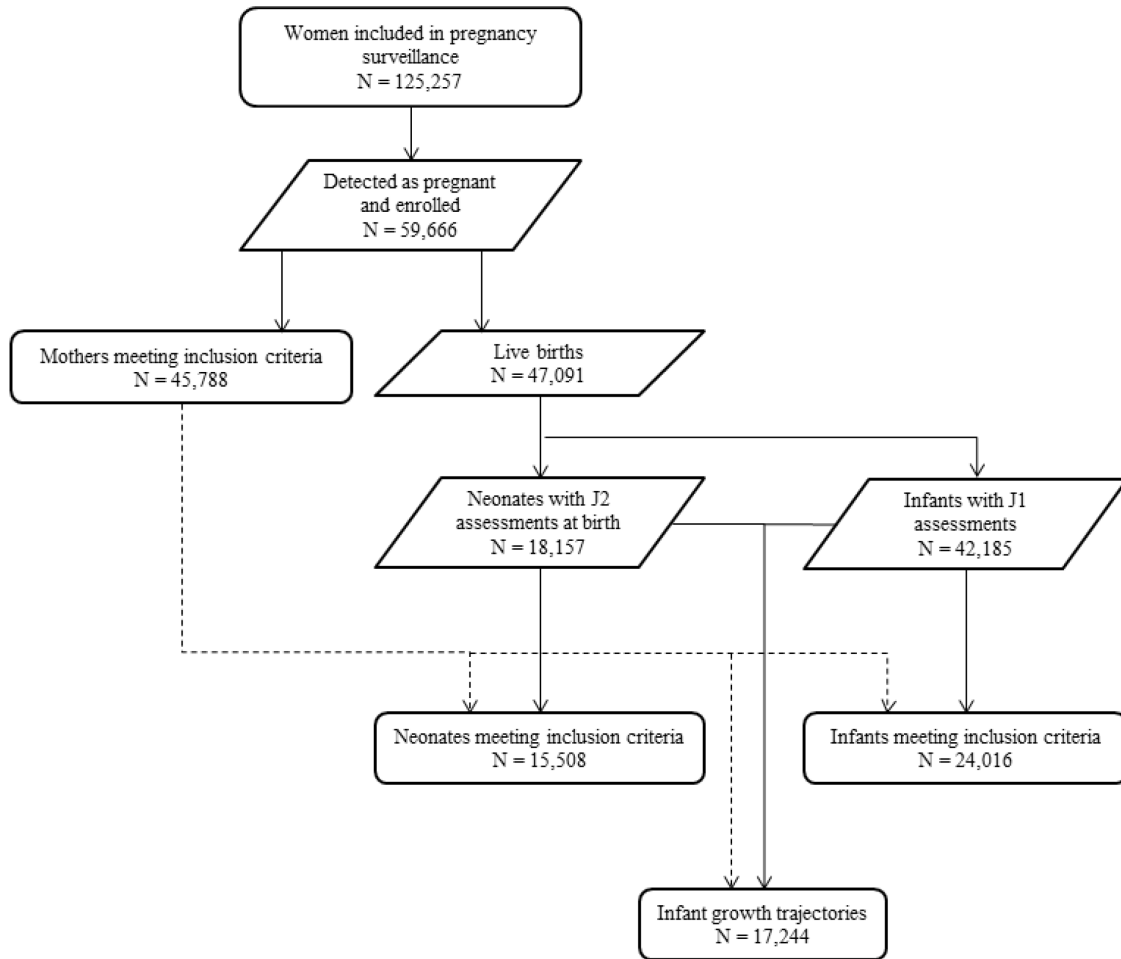 Women included in pregnancy
surveillance
N = 125,257
Detected as pregnant
and enrolled
N = 59,666
Mothers meeting inclusion criteria
N = 45,788
Live births
N = 47,091
Neonates with J2
assessments at birth
N = 18,157
Infants with J1
assessments
N = 42,185
Neonates meeting inclusion criteria
N = 15,508
Infants meeting inclusion criteria
N = 24,016
Infant growth trajectories
N = 17,244